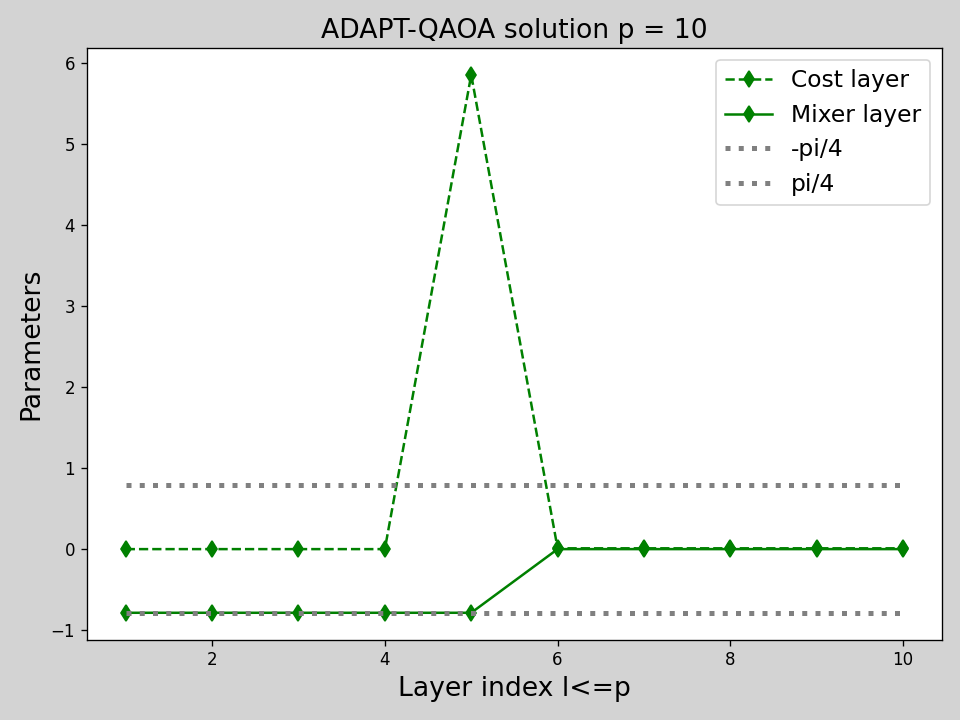 ADAPT-QAOA solution p = 10
6
5
4
3
2
1
0
−1
Parameters
Cost layer
Mixer layer
-pi/4
pi/4
2 4 6 8 10
Layer index l<=p